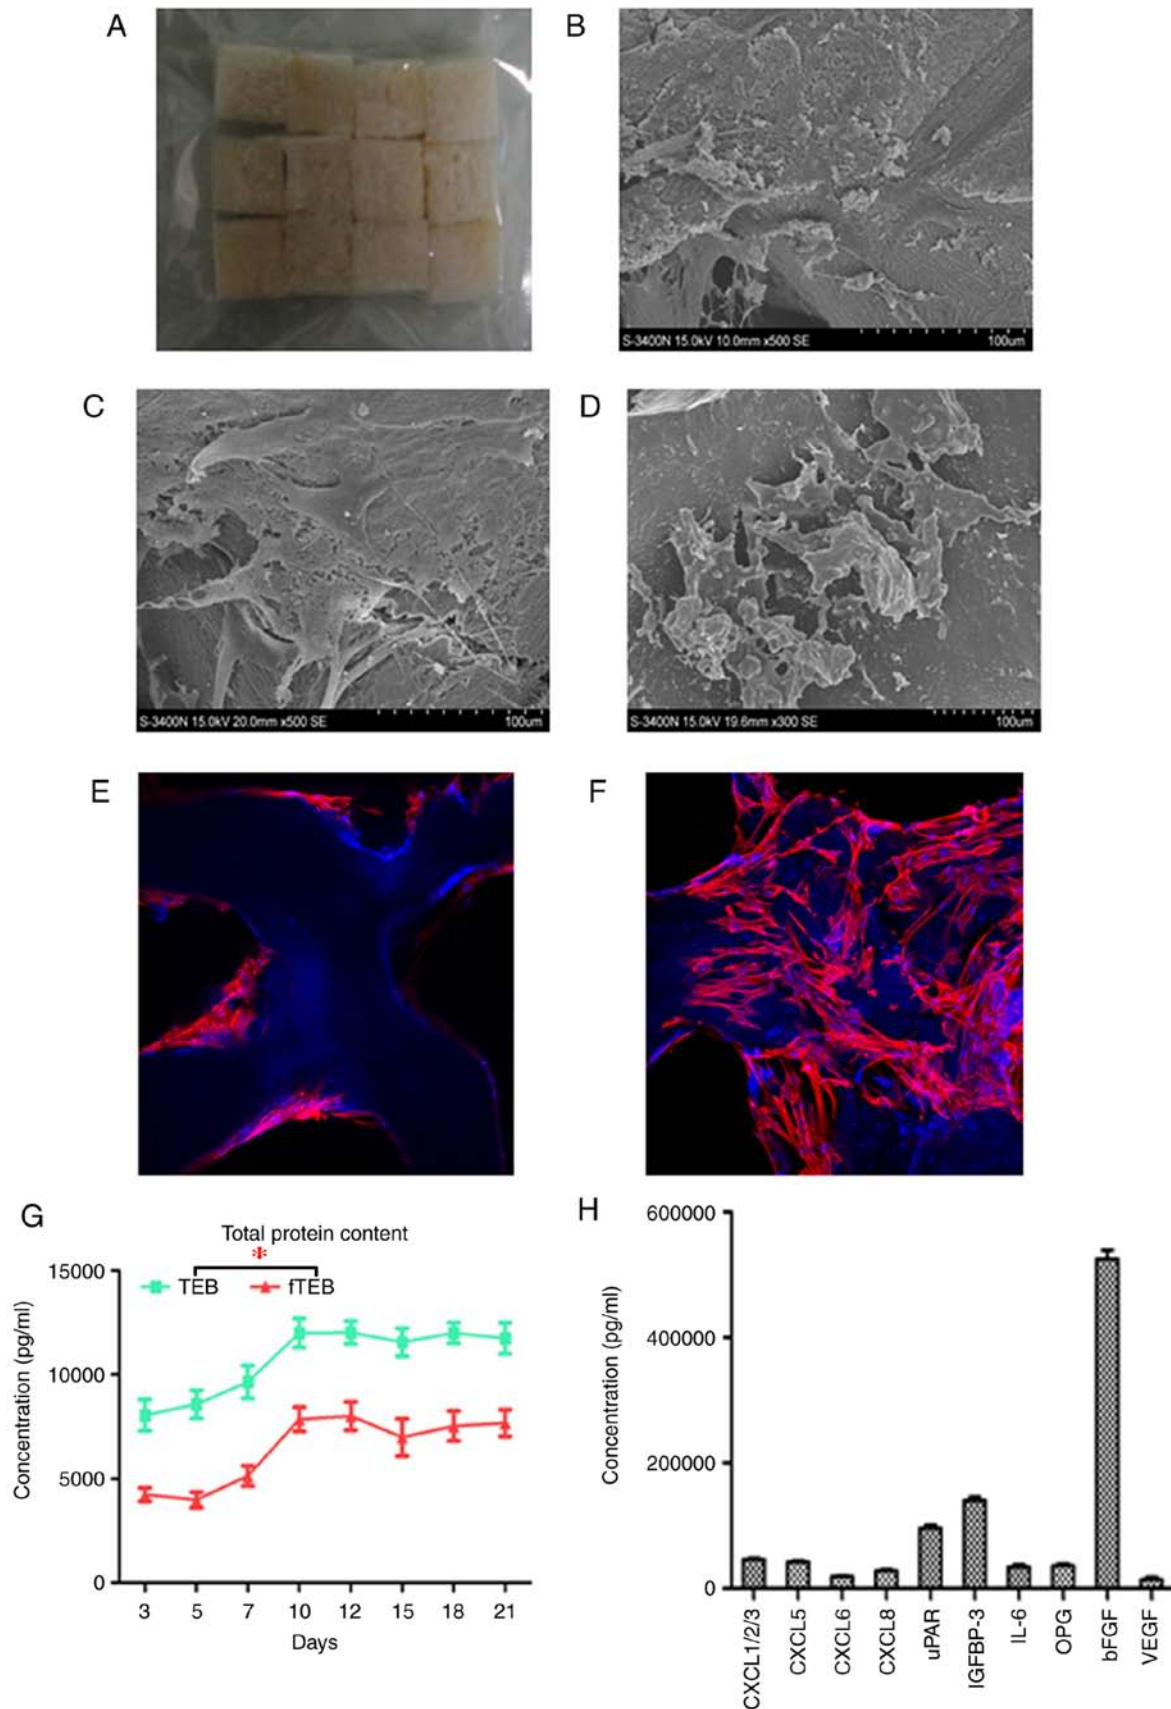 A
B
S-3400N 15.0kV 10.0mm x500 SE 100um
C
D
S-3400N 15.0kV 20.0mm x500 SE 100um
S-3400N 15.0kV 19.6mm x300 SE 100um
E
F
G
Total protein content
*
TEB fTEB
Concentration (pg/ml)
15000
10000
5000
0
3 5 7 10 12 15 18 21
Days
H
Concentration (pg/ml)
600000
400000
200000
0
CXCL1/2/3
CXCL5
CXCL6
CXCL8
uPAR
IGFBP-3
IL-6
OPG
bFGF
VEGF